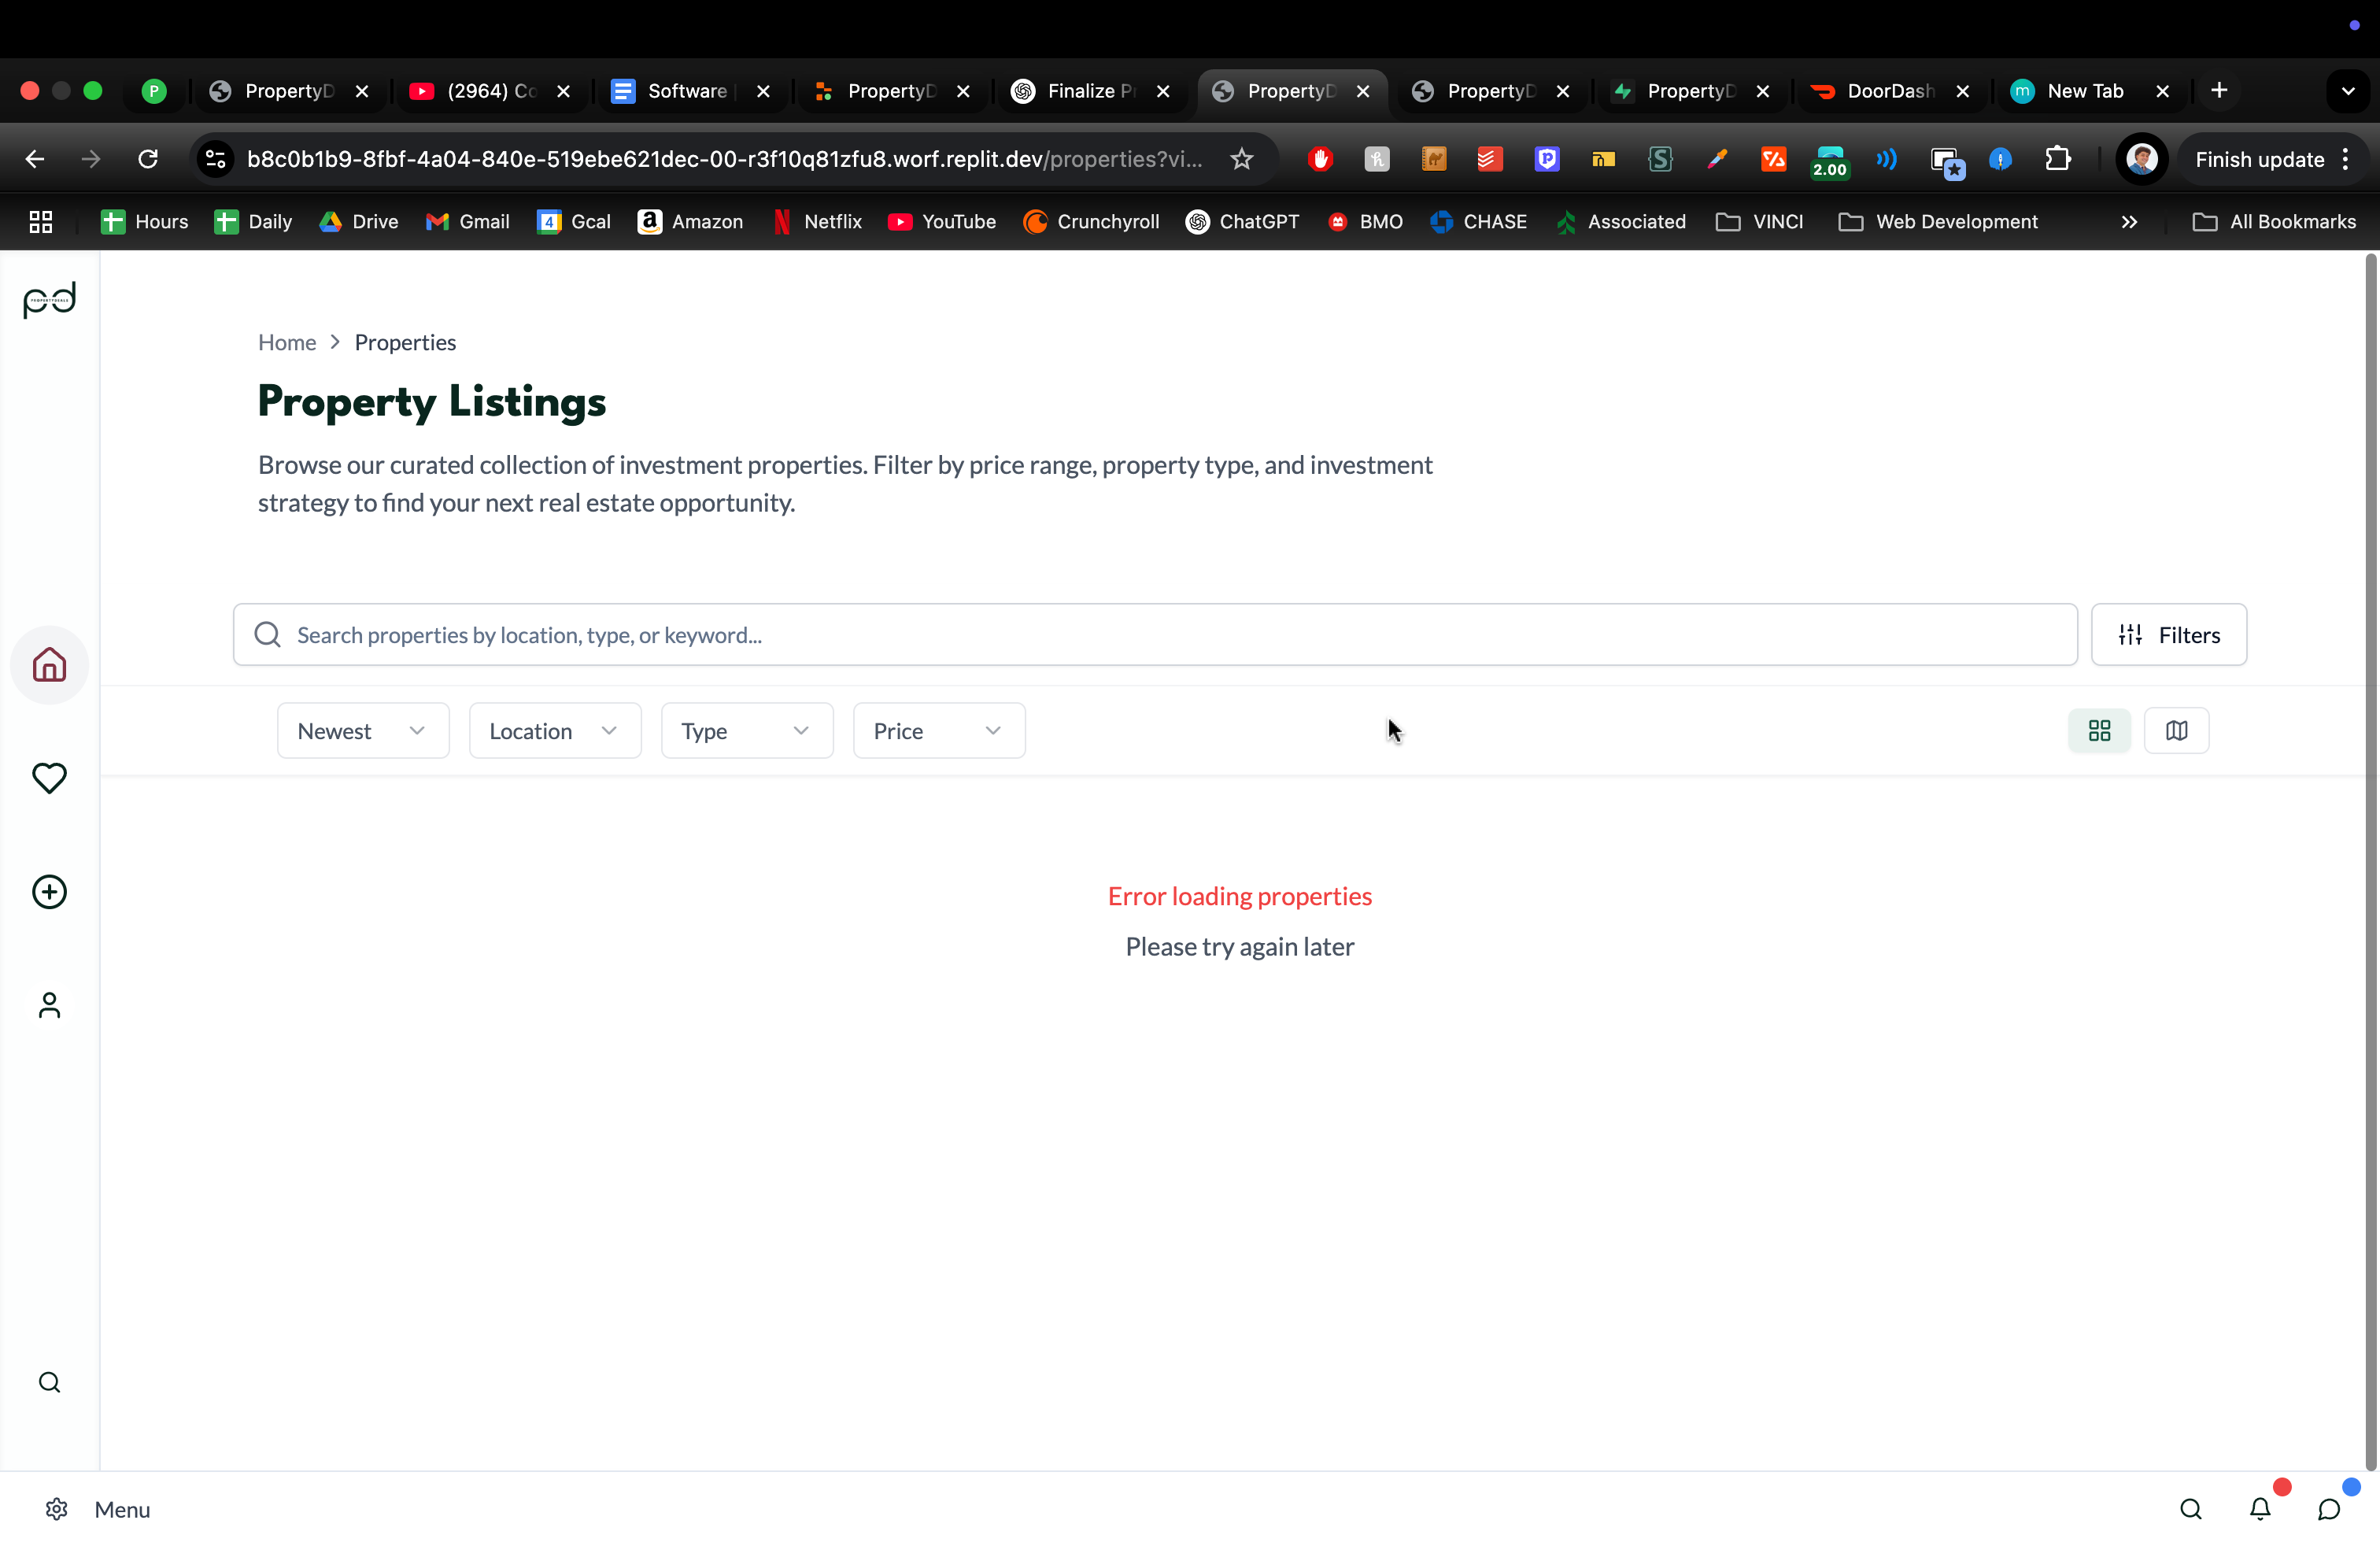 P
PropertyD
(2964) Co
Software
PropertyD
Finalize Pr
PropertyD
PropertyD
PropertyD
DoorDash
m
New Tab
b8c0b1b9-8fbf-4a04-840e-519ebe621dec-00-r3f10q81zfu8.worf.replit.dev/properties?vi...
2.00
Finish update
Hours
Daily
Drive
Gmail
4
Gcal
a
Amazon
Netflix
YouTube
Crunchyroll
ChatGPT
BMO
CHASE
Associated
VINCI
Web Development
All Bookmarks
pd
Home > Properties
Property Listings
Browse our curated collection of investment properties. Filter by price range, property type, and investment
strategy to find your next real estate opportunity.
Search properties by location, type, or keyword...
Filters
Newest
Location
Type
Price
Error loading properties
Please try again later
Menu